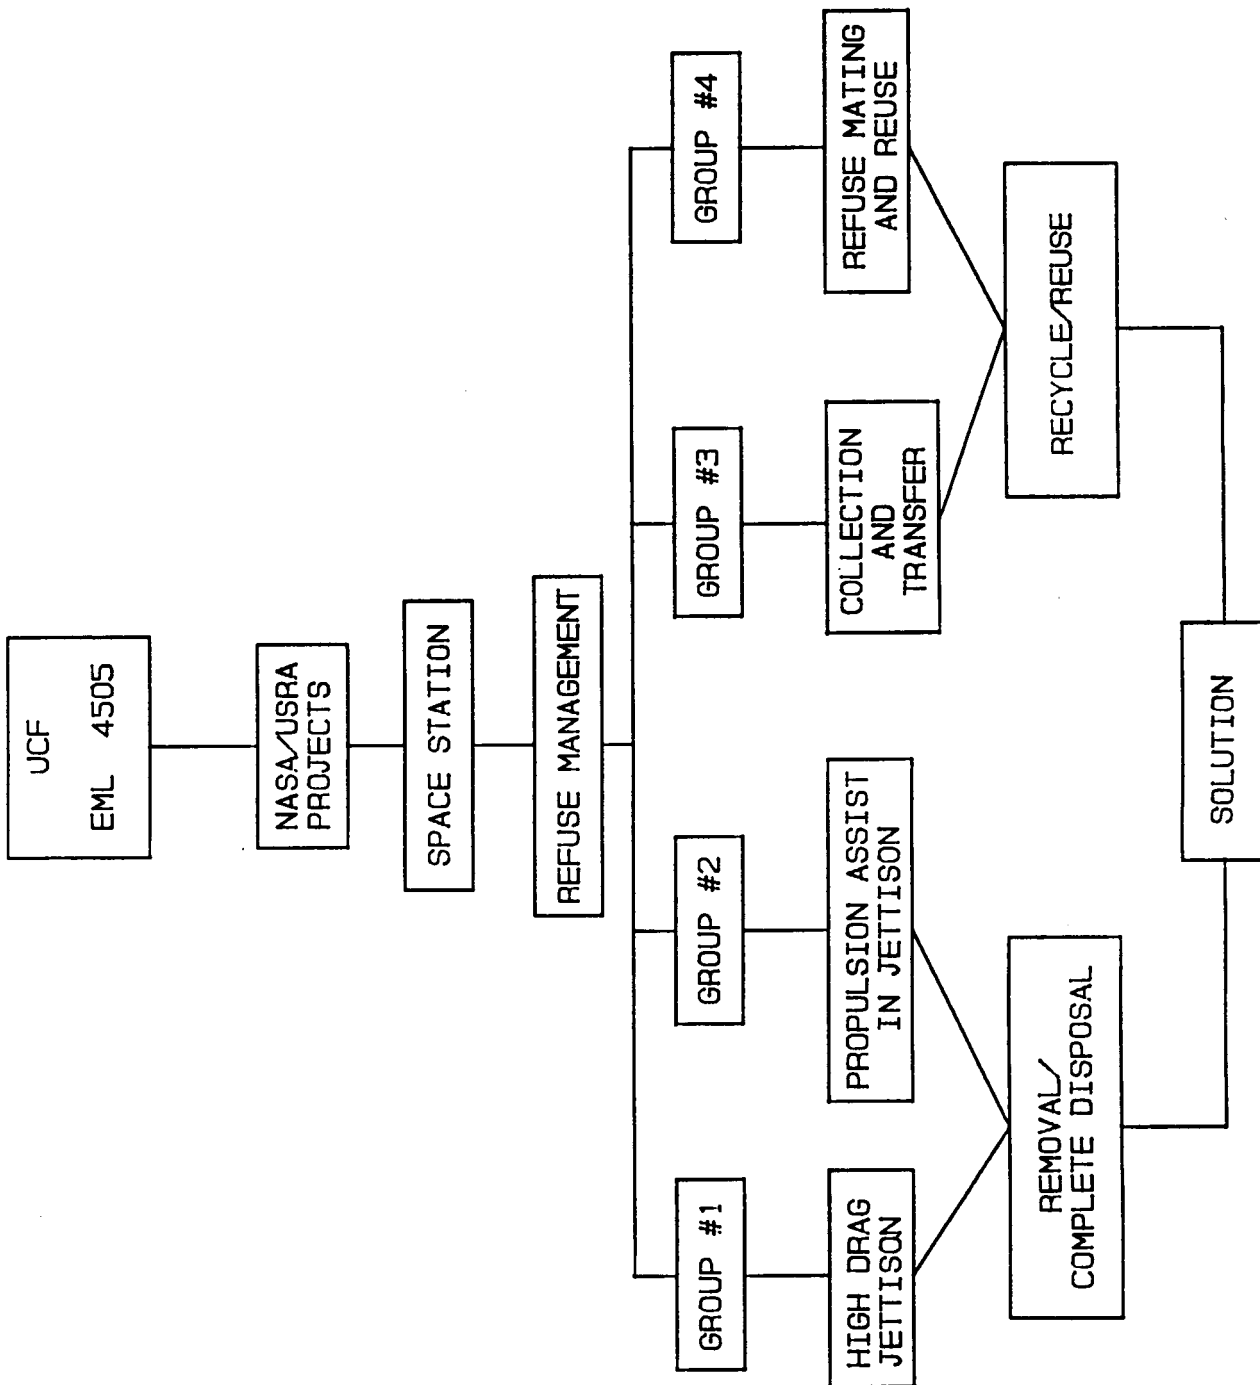 UCF
EML 4505
NASA/USRA
PROJECTS
SPACE STATION
REFUSE MANAGEMENT
GROUP #1
GROUP #2
GROUP #3
GROUP #4
HIGH DRAG
JETTISON
PROPULSION ASSIST
IN JETTISON
COLLECTION
AND
TRANSFER
REFUSE MATING
AND REUSE
REMOVAL/
COMPLETE DISPOSAL
RECYCLE/REUSE
SOLUTION